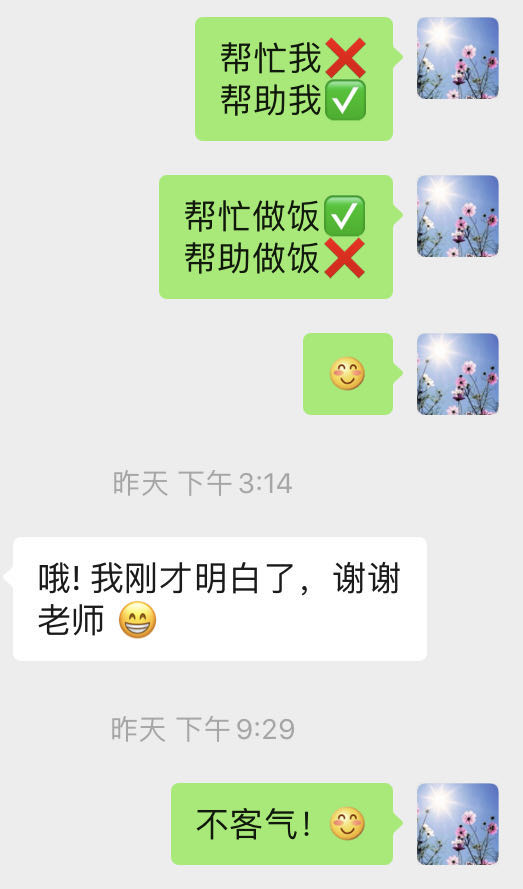 帮忙我❌
帮助我✅
帮忙做饭✅
帮助做饭❌
😊
昨天 下午 3:14
哦! 我刚才明白了，谢谢
老师 😁
昨天 下午 9:29
不客气！😊